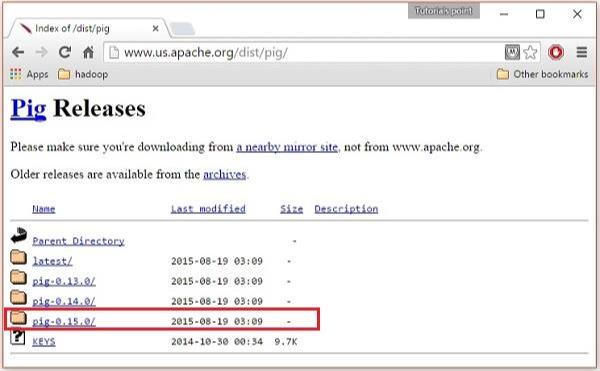 Tutorials point
Index of /dist/pig
www.us.apache.org/dist/pig/
Apps hadoop Other bookmarks
Pig Releases
Please make sure you're downloading from a nearby mirror site, not from www.apache.org.
Older releases are available from the archives.
Name Last modified Size Description
Parent Directory -
latest/ 2015-08-19 03:09 -
pig-0.13.0/ 2015-08-19 03:09 -
pig-0.14.0/ 2015-08-19 03:09 -
pig-0.15.0/ 2015-08-19 03:09 -
KEYS 2014-10-30 00:34 9.7K